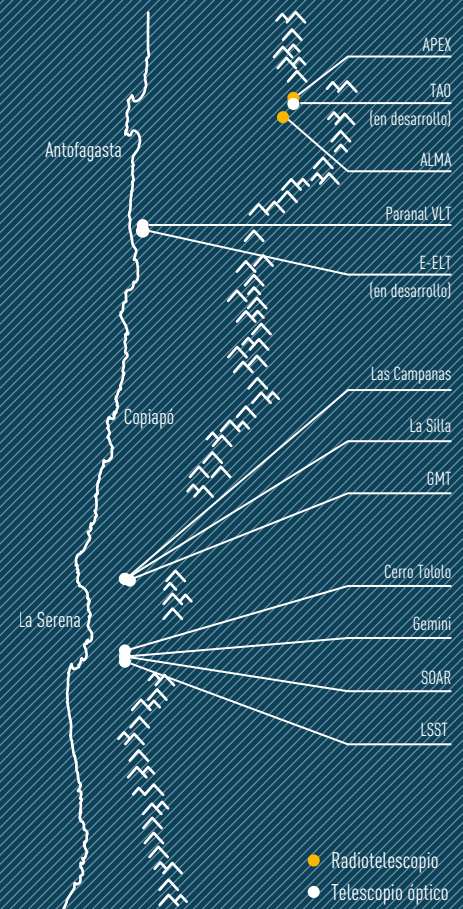 APEX
TAO
(en desarrollo)
ALMA
Antofagasta
Paranal VLT
E-ELT
(en desarrollo)
Las Campanas
Copiapó
La Silla
GMT
Cerro Tololo
La Serena
Gemini
SOAR
LSST
Radiotelescopio
Telescopio óptico